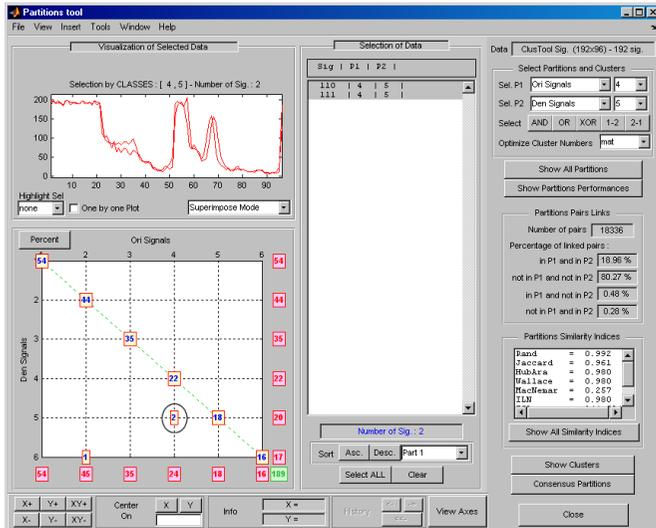 Partitions tool
File View Insert Tools Window Help
Visualization of Selected Data
Selection by CLASSES : [ 4 , 5 ] - Number of Sig. : 2
200
150
100
50
0
10 20 30 40 50 60 70 80 90
Highlight Sel
none
One by one Plot
Superimpose Mode
Percent
Ori Signals
1 2 3 4 5 6
54 54
2 44 44
3 35 35
Den Signals
4 22 22
5 2 18 20
6 1 16 17
54 45 35 24 18 16 189
Selection of Data
Sig | P1 | P2 |
110 | 4 | 5 |
111 | 4 | 5 |
Number of Sig. : 2
Sort Asc. Desc. Part 1
Select ALL Clear
Data ClusTool Sig. (192x96) - 192 sig.
Select Partitions and Clusters
Sel. P1 Ori Signals 4
Sel. P2 Den Signals 5
Select AND OR XOR 1-2 2-1
Optimize Cluster Numbers mat
Show All Partitions
Show Partitions Performances
Partitions Pairs Links
Number of pairs 18336
Percentage of linked pairs :
in P1 and in P2 18.96 %
not in P1 and not in P2 80.27 %
in P1 and not in P2 0.48 %
not in P1 and in P2 0.28 %
Partitions Similarity Indices
Rand = 0.992
Jaccard = 0.961
HubAra = 0.980
Wallace = 0.980
MacNemar = 0.257
ILN = 0.980
Show All Similarity Indices
Show Clusters
Consensus Partitions
Close
X+ Y+ XY+
X- Y- XY-
Center On
X Y
Info
X =
Y =
History
<- ->
<<-
View Axes